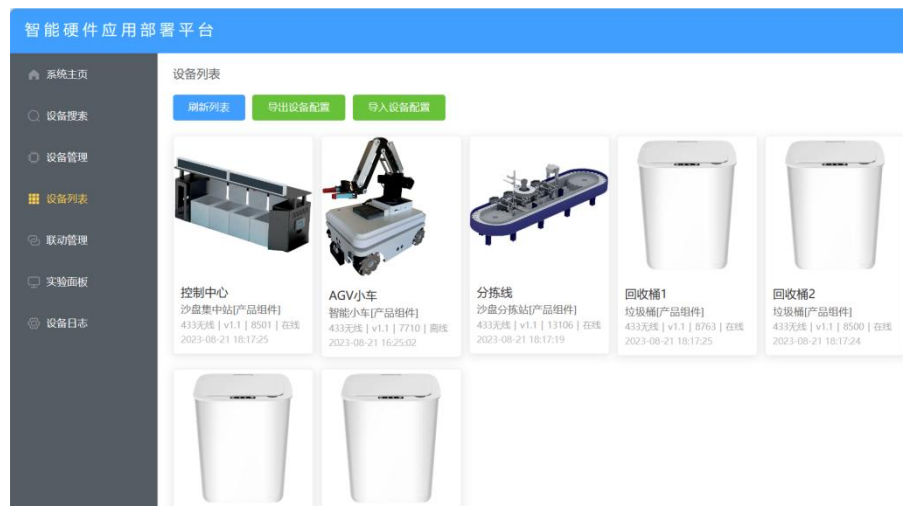 智能硬件应用部署平台
系统主页
设备搜索
设备管理
设备列表
联动管理
实验面板
设备日志
设备列表
刷新列表
导出设备配置
导入设备配置
控制中心
沙盘集中站[产品组件]
433无线 | v1.1 | 8501 | 在线
2023-08-21 18:17:25
AGV小车
智能小车[产品组件]
433无线 | v1.1 | 7710 | 离线
2023-08-21 16:25:02
分拣线
沙盘分拣站[产品组件]
433无线 | v1.1 | 13106 | 在线
2023-08-21 18:17:19
回收桶1
垃圾桶[产品组件]
433无线 | v1.1 | 8763 | 在线
2023-08-21 18:17:25
回收桶2
垃圾桶[产品组件]
433无线 | v1.1 | 8500 | 在线
2023-08-21 18:17:24